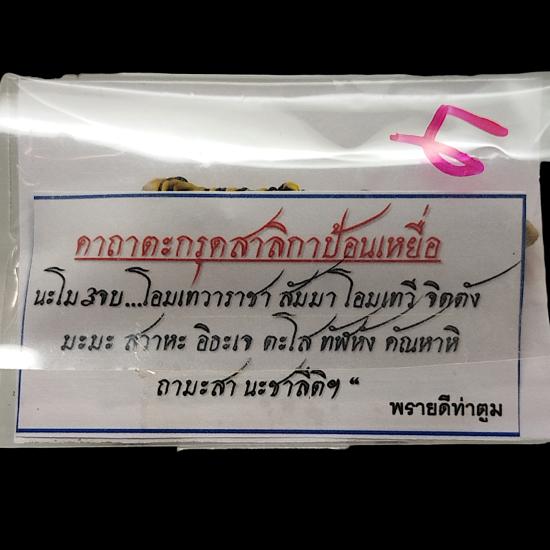 คาถาตะกรุดสาลิกาป้อนเหยื่อ
นะโม 3จบ...โอมเทวาราชา สัมมา โอมเทวี จิตตัง
มะมะ สวาหะ อิธะเจ ตะโส ทัฬหัง คัณหาหิ
ถามะสา นะชาลีติฯ “
พรายดีท่าตูม